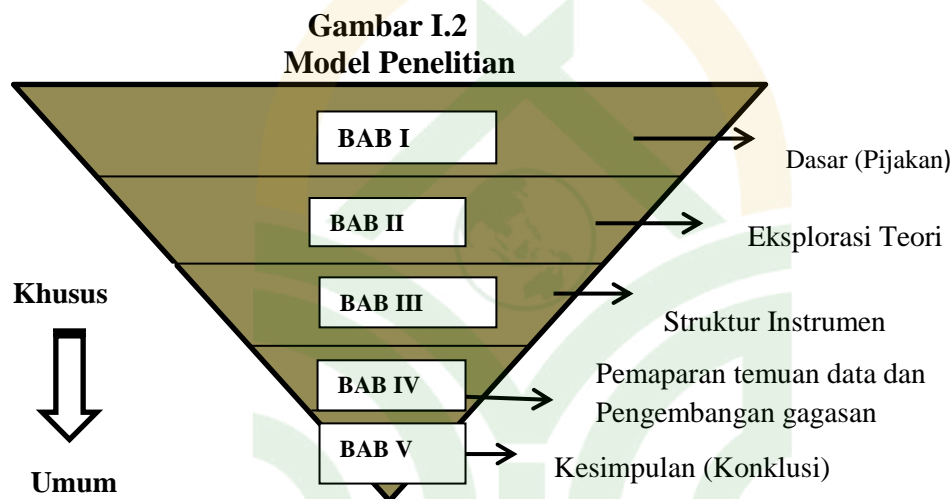 Gambar I.2
Model Penelitian
BAB I
Dasar (Pijakan)
BAB II
Eksplorasi Teori
Khusus
BAB III
Struktur Instrumen
BAB IV
Pemaparan temuan data dan
Pengembangan gagasan
BAB V
Kesimpulan (Konklusi)
Umum